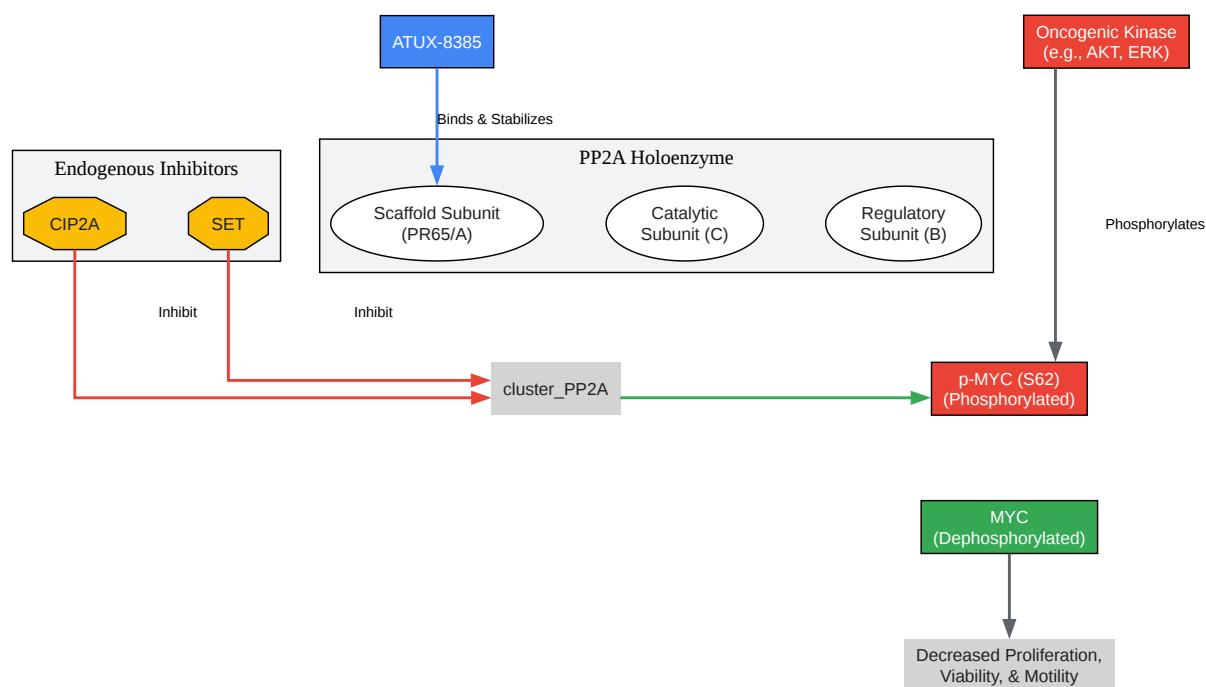 ATUX-8385
Oncogenic Kinase
(e.g., AKT, ERK)
Binds & Stabilizes
Endogenous Inhibitors
CIP2A
SET
PP2A Holoenzyme
Scaffold Subunit
(PR65/A)
Catalytic
Subunit (C)
Regulatory
Subunit (B)
Phosphorylates
Inhibit
Inhibit
cluster_PP2A
p-MYC (S62)
(Phosphorylated)
MYC
(Dephosphorylated)
Decreased Proliferation,
Viability, & Motility